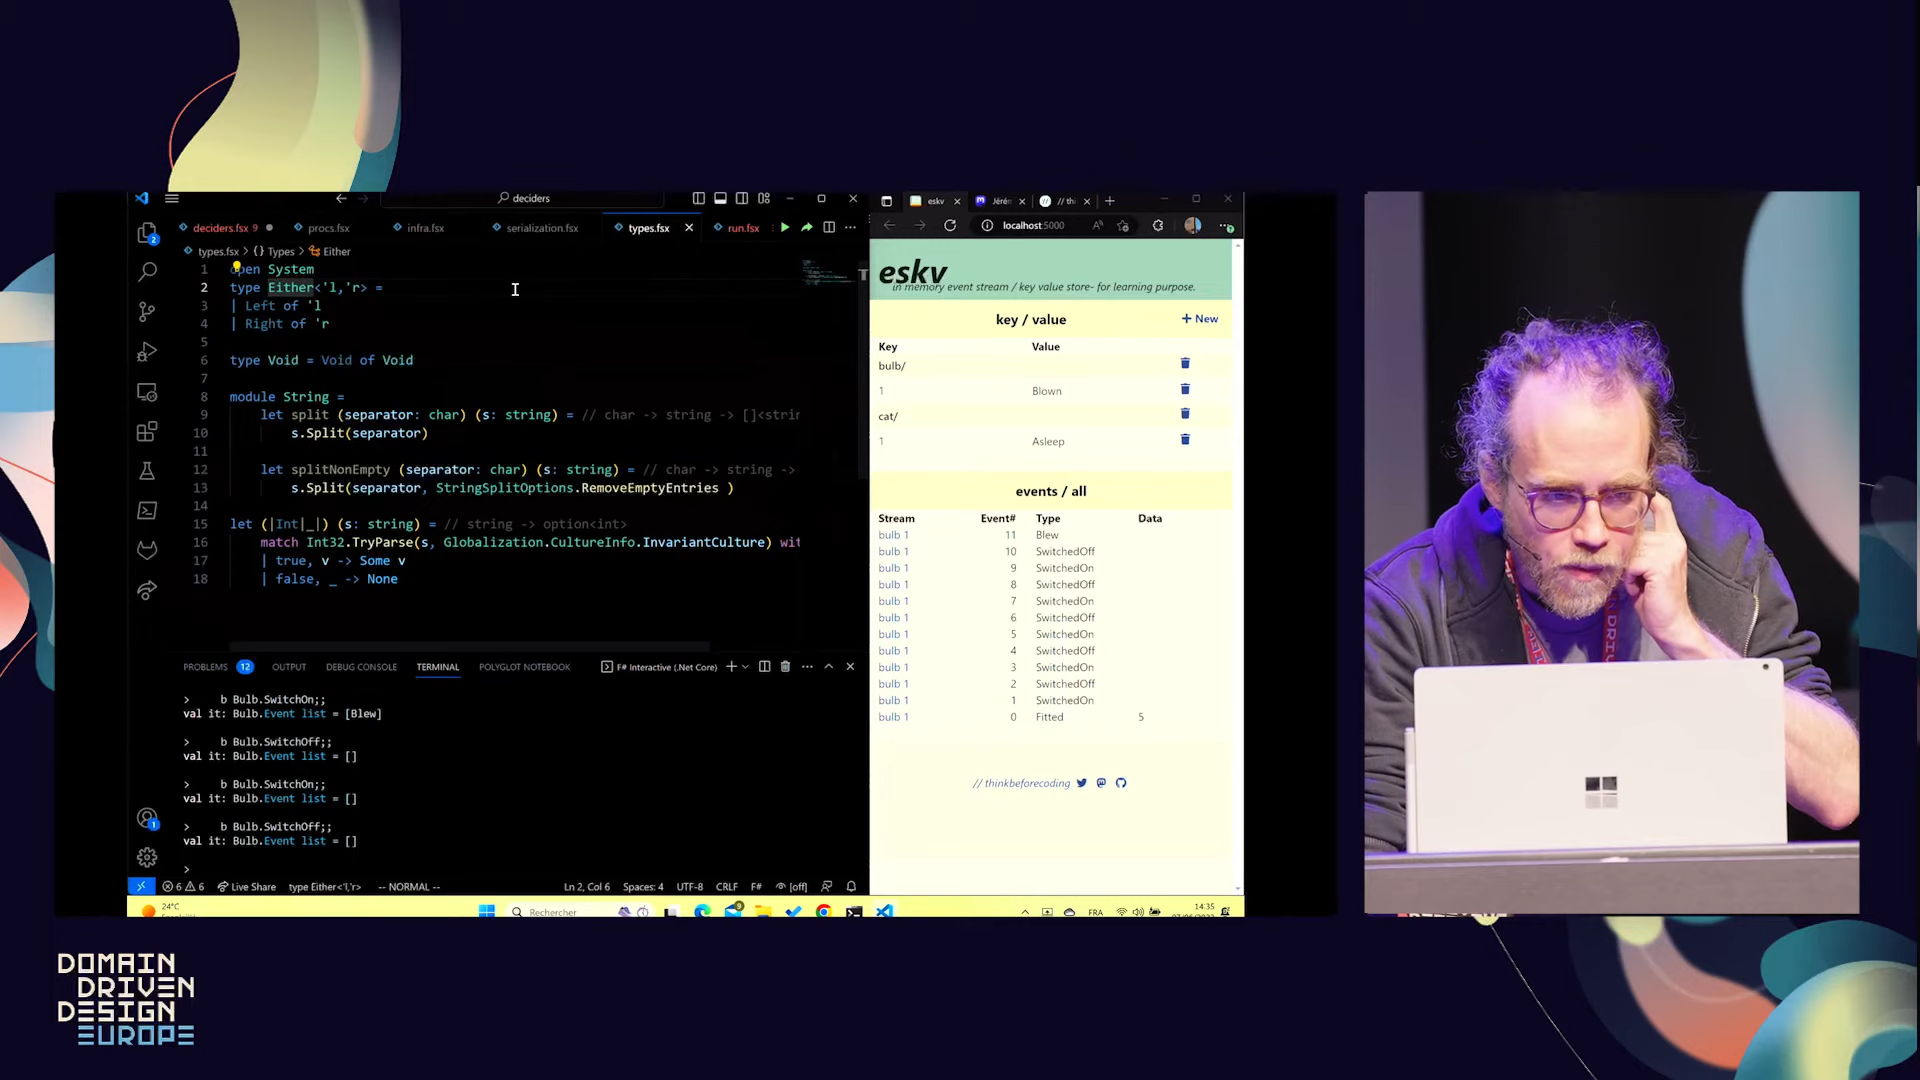 deciders
deciders.fsx 9
procs.fsx
infra.fsx
serialization.fsx
types.fsx
run.fsx
types.fsx > {} Types > Either
1 open System
2 type Either<'l,'r> =
3 | Left of 'l
4 | Right of 'r
5
6 type Void = Void of Void
7
8 module String =
9 let split (separator: char) (s: string) = // char -> string -> []<strin
10 s.Split(separator)
11
12 let splitNonEmpty (separator: char) (s: string) = // char -> string ->
13 s.Split(separator, StringSplitOptions.RemoveEmptyEntries )
14
15 let (|Int|_|) (s: string) = // string -> option<int>
16 match Int32.TryParse(s, Globalization.CultureInfo.InvariantCulture) wit
17 | true, v -> Some v
18 | false, _ -> None
PROBLEMS 12 OUTPUT DEBUG CONSOLE TERMINAL POLYGLOT NOTEBOOK F# Interactive (.Net Core)
> b Bulb.SwitchOn;;
val it: Bulb.Event list = [Blew]
> b Bulb.SwitchOff;;
val it: Bulb.Event list = []
> b Bulb.SwitchOn;;
val it: Bulb.Event list = []
> b Bulb.SwitchOff;;
val it: Bulb.Event list = []
>
6 6 Live Share type Either<'l,'r> -- NORMAL -- Ln 2, Col 6 Spaces: 4 UTF-8 CRLF F# [off]
eskv
Jérén
// thi
localhost:5000
eskv
in memory event stream / key value store- for learning purpose.
key / value
+ New
Key Value
bulb/
1 Blown
cat/
1 Asleep
events / all
Stream Event# Type Data
bulb 1 11 Blew
bulb 1 10 SwitchedOff
bulb 1 9 SwitchedOn
bulb 1 8 SwitchedOff
bulb 1 7 SwitchedOn
bulb 1 6 SwitchedOff
bulb 1 5 SwitchedOn
bulb 1 4 SwitchedOff
bulb 1 3 SwitchedOn
bulb 1 2 SwitchedOff
bulb 1 1 SwitchedOn
bulb 1 0 Fitted 5
// thinkbeforecoding
24°C
Rechercher
FRA
14:35
DOMAIN
DRIVEN
DESIGN
EUROPE